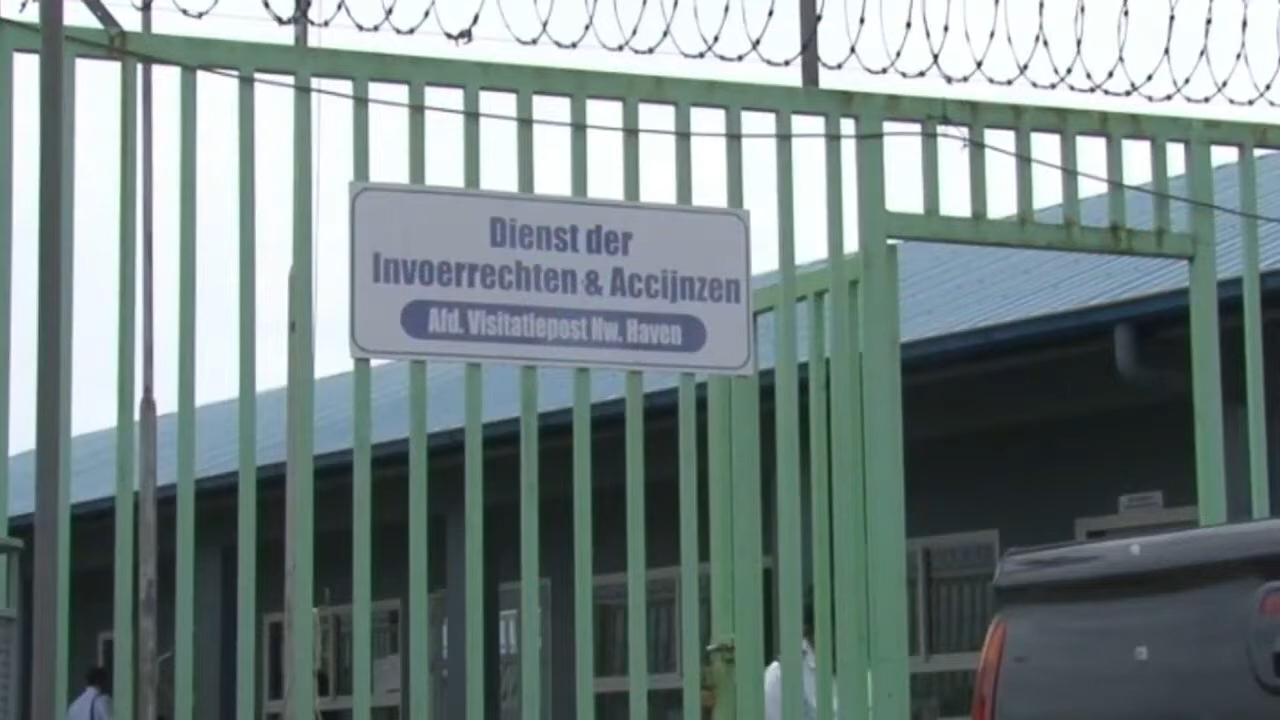 Dienst der
Invoerrechten & Accijnzen
Afd. Visitatiepost Nw. Haven